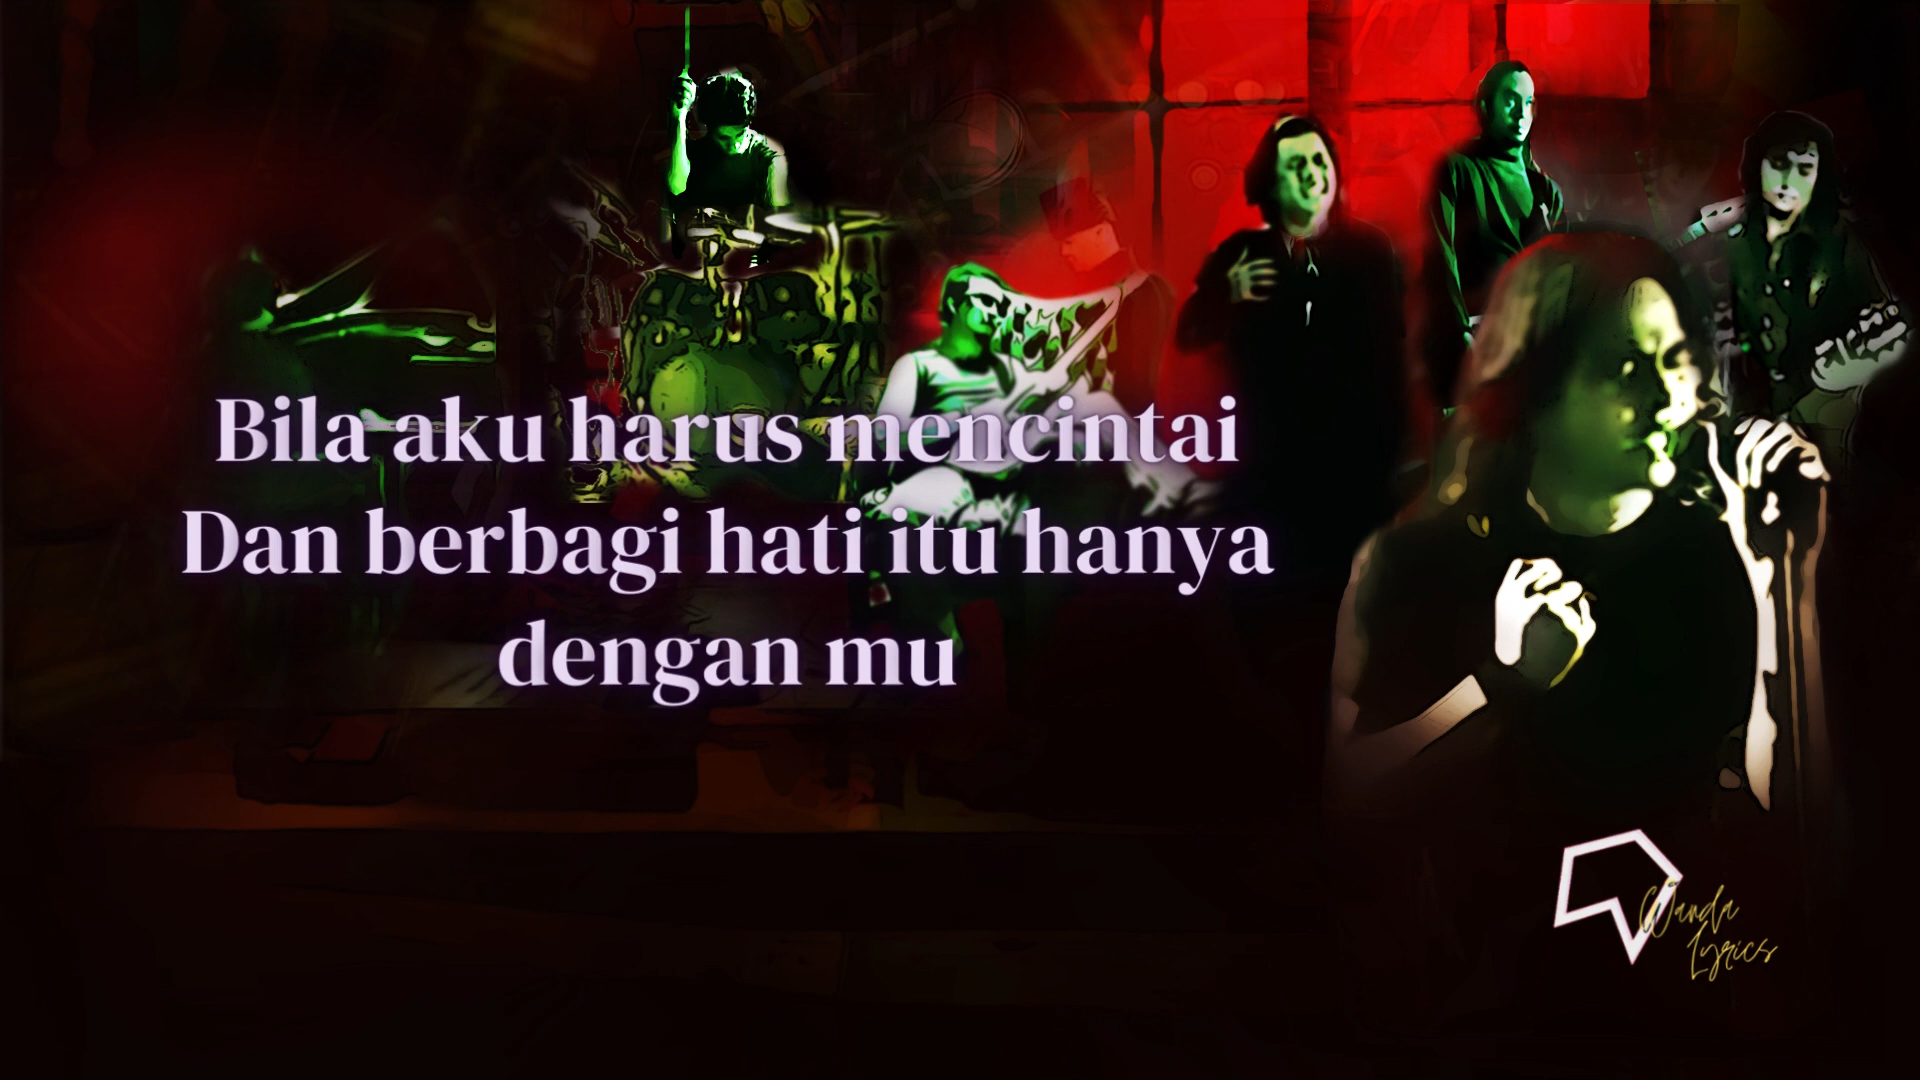 Bila aku harus mencintai
Dan berbagi hati itu hanya
dengan mu
Wanda
Lyrics